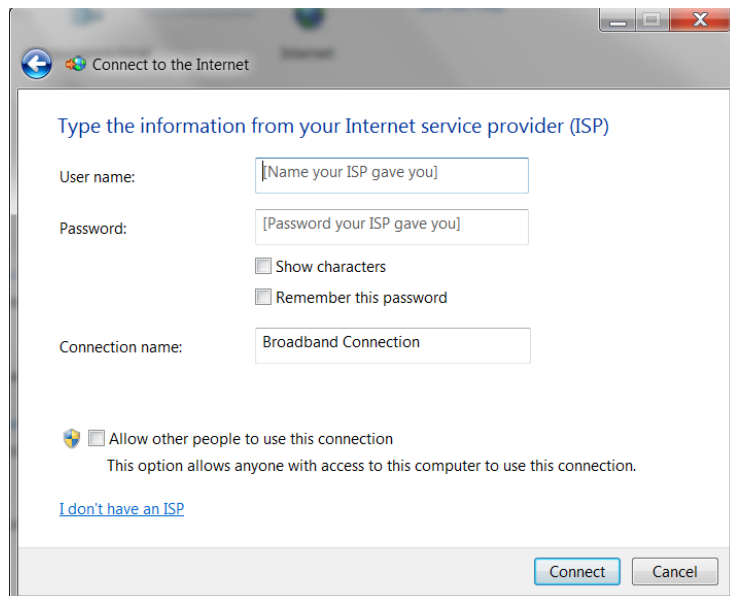 Connect to the Internet
Type the information from your Internet service provider (ISP)
User name:
[Name your ISP gave you]
Password:
[Password your ISP gave you]
Show characters
Remember this password
Connection name:
Broadband Connection
Allow other people to use this connection
This option allows anyone with access to this computer to use this connection.
I don't have an ISP
Connect
Cancel